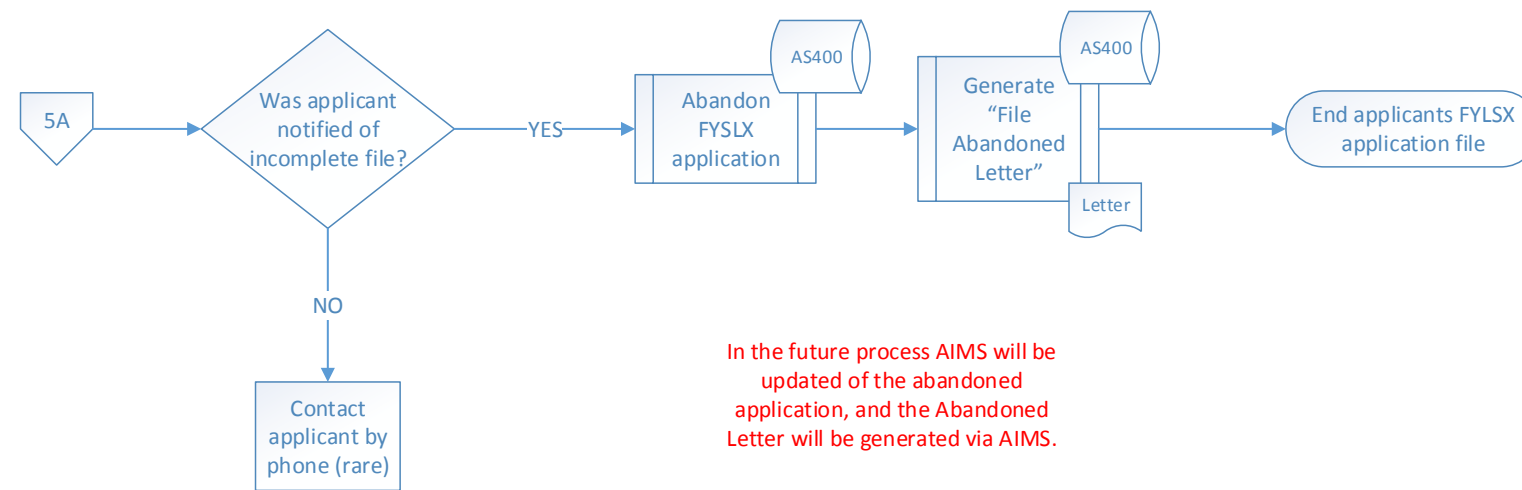 5A
Was applicant
notified of
incomplete file?
YES
Abandon
FYSLX
application
AS400
Generate
“File
Abandoned
Letter”
AS400
Letter
End applicants FYLSX
application file
NO
Contact
applicant by
phone (rare)
In the future process AIMS will be
updated of the abandoned
application, and the Abandoned
Letter will be generated via AIMS.